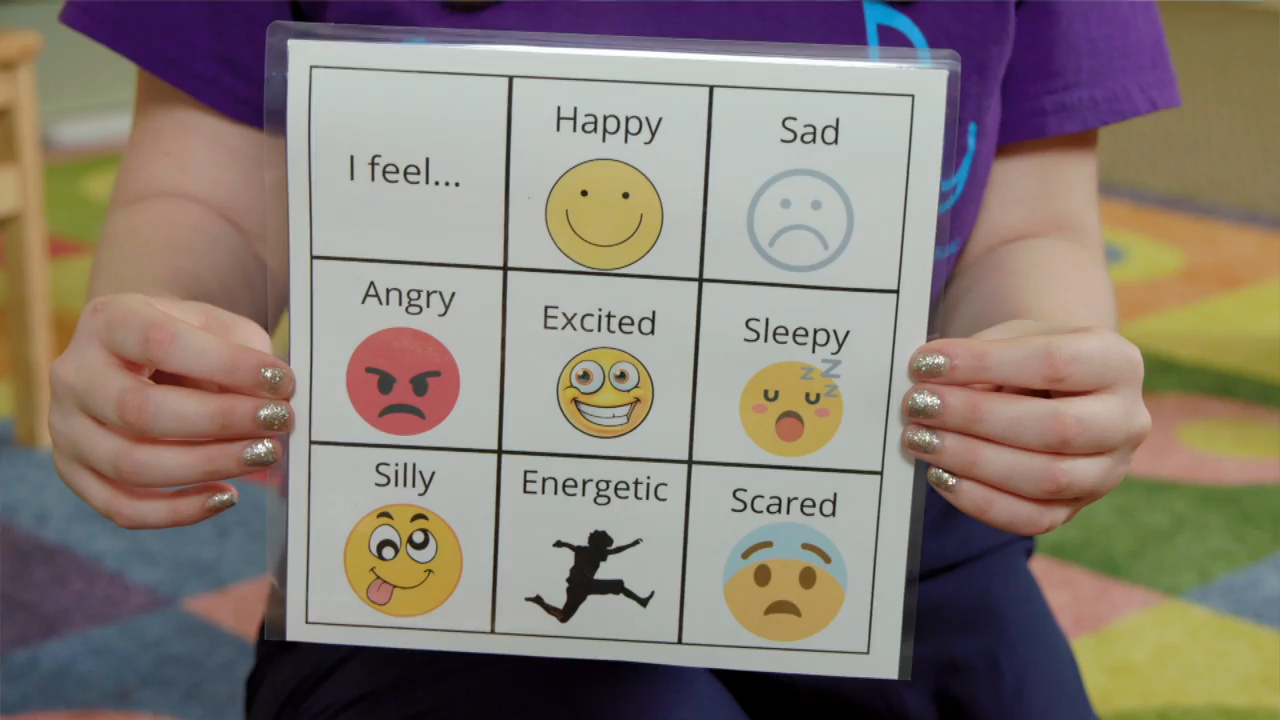 I feel...
Happy
Sad
Angry
Excited
Sleepy
Silly
Energetic
Scared